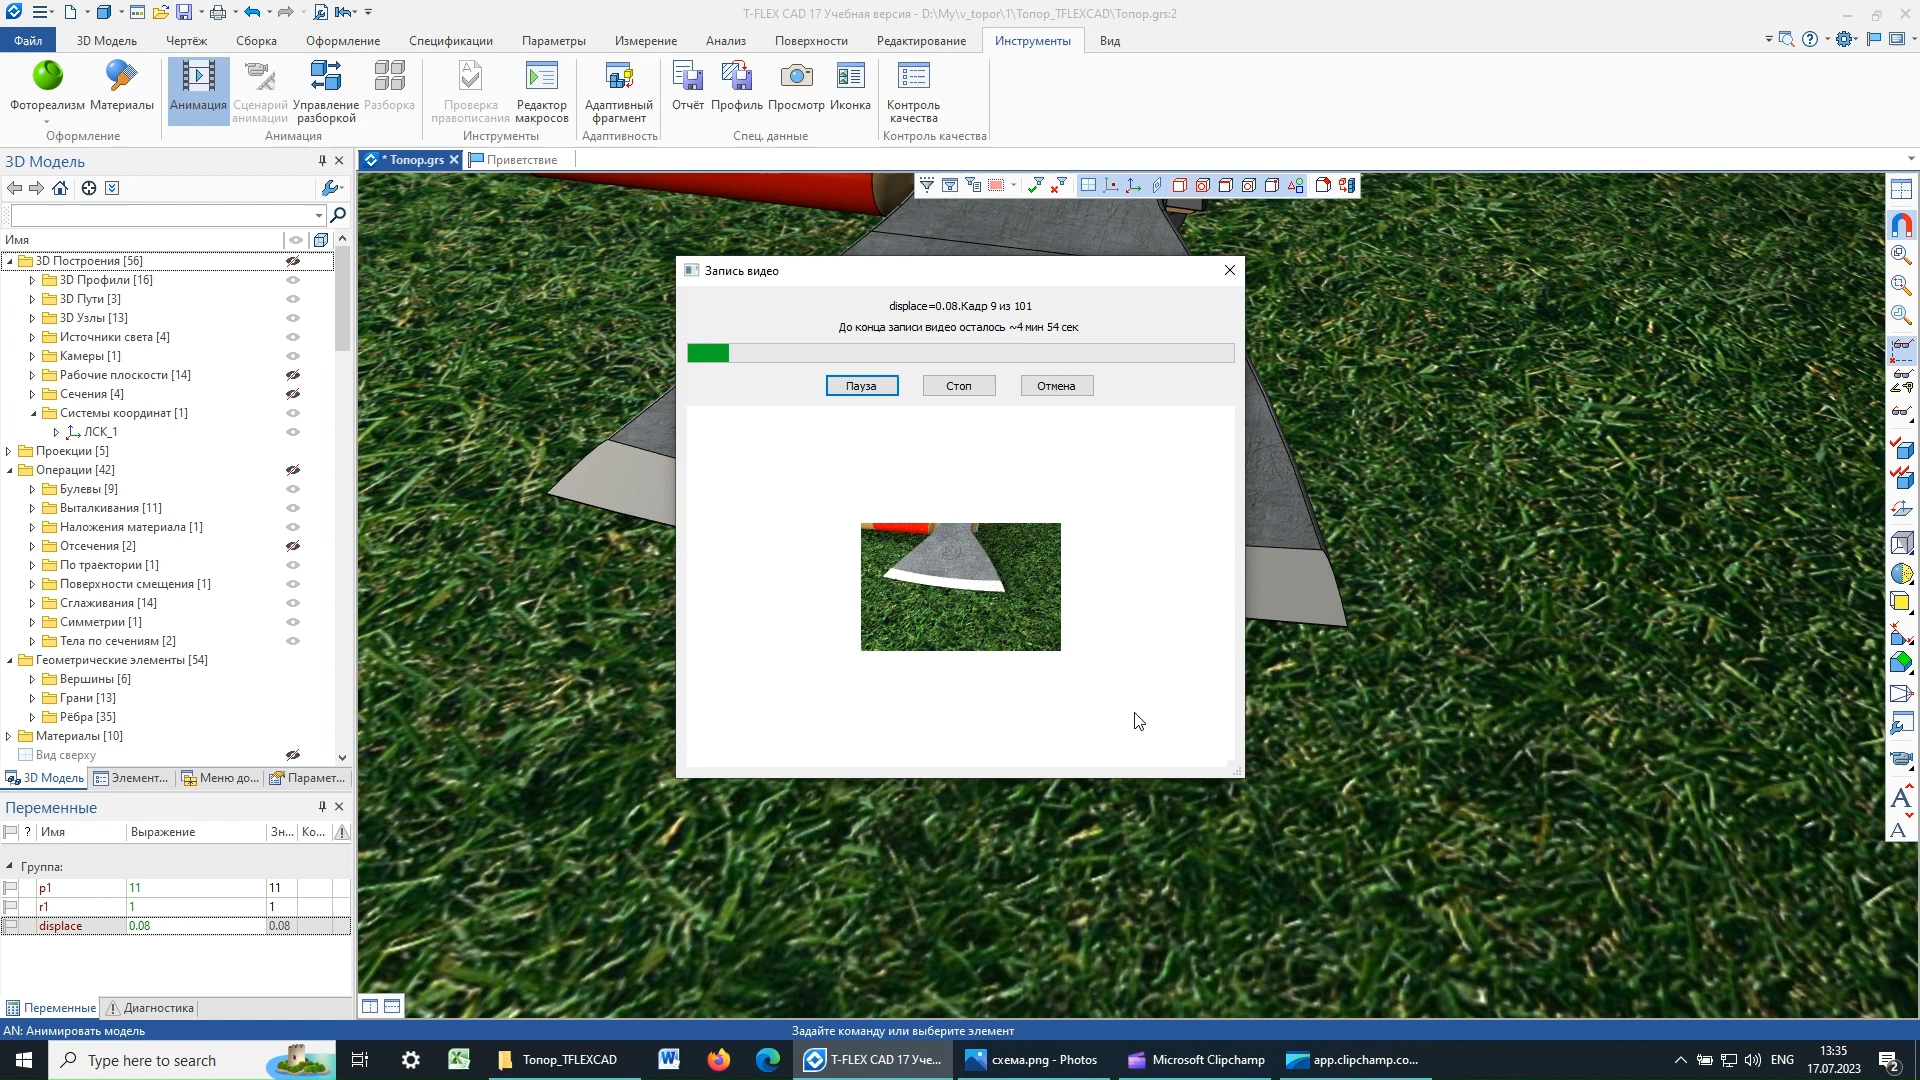 T-FLEX CAD 17 Учебная версия - D:\My\v_topor\1\Топор_TFLEXCAD\Топор.grs:2
Файл
3D Модель
Чертёж
Сборка
Оформление
Спецификации
Параметры
Измерение
Анализ
Поверхности
Редактирование
Инструменты
Вид
Фотореализм
Материалы
Анимация
Сценарий анимации
Управление разборкой
Разборка
Проверка правописания
Редактор макросов
Адаптивный фрагмент
Отчёт
Профиль
Просмотр
Иконка
Контроль качества
Оформление
Анимация
Инструменты
Адаптивность
Спец. данные
Контроль качества
3D Модель
* Топор.grs
Приветствие
Имя
3D Построения [56]
3D Профили [16]
3D Пути [3]
3D Узлы [13]
Источники света [4]
Камеры [1]
Рабочие плоскости [14]
Сечения [4]
Системы координат [1]
ЛСК_1
Проекции [5]
Операции [42]
Булевы [9]
Выталкивания [11]
Наложения материала [1]
Отсечения [2]
По траектории [1]
Поверхности смещения [1]
Сглаживания [14]
Симметрии [1]
Тела по сечениям [2]
Геометрические элементы [54]
Вершины [6]
Грани [13]
Рёбра [35]
Материалы [10]
Вид сверху
3D Модель
Элемент...
Меню до...
Парамет...
Переменные
? Имя Выражение Зн... Ко...
Группа:
p1 11 11
r1 1 1
displace 0.08 0.08
Переменные
Диагностика
Запись видео
displace=0.08.Кадр 9 из 101
До конца записи видео осталось ~4 мин 54 сек
Пауза
Стоп
Отмена
AN: Анимировать модель
Задайте команду или выберите элемент
Type here to search
Топор_TFLEXCAD
T-FLEX CAD 17 Уче...
схема.png - Photos
Microsoft Clipchamp
app.clipchamp.co...
ENG
13:35
17.07.2023
2